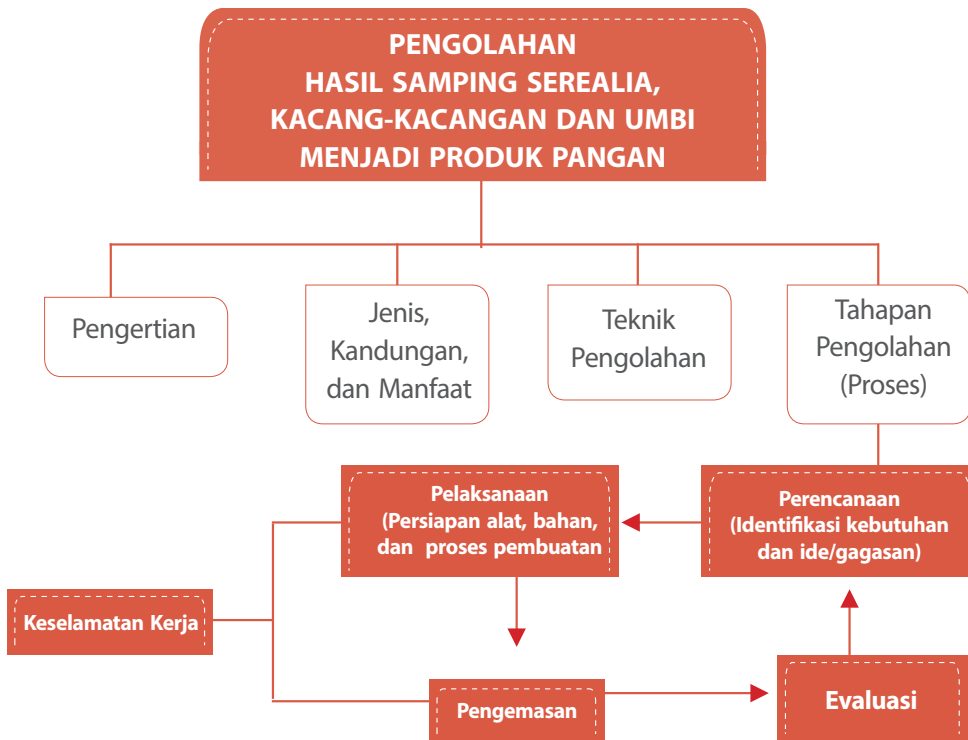 PENGOLAHAN
HASIL SAMPING SEREALIA,
KACANG-KACANGAN DAN UMBI
MENJADI PRODUK PANGAN
Pengertian
Jenis,
Kandungan,
dan Manfaat
Teknik
Pengolahan
Tahapan
Pengolahan
(Proses)
Pelaksanaan
(Persiapan alat, bahan,
dan proses pembuatan
Perencanaan
(Identifikasi kebutuhan
dan ide/gagasan)
Keselamatan Kerja
Pengemasan
Evaluasi